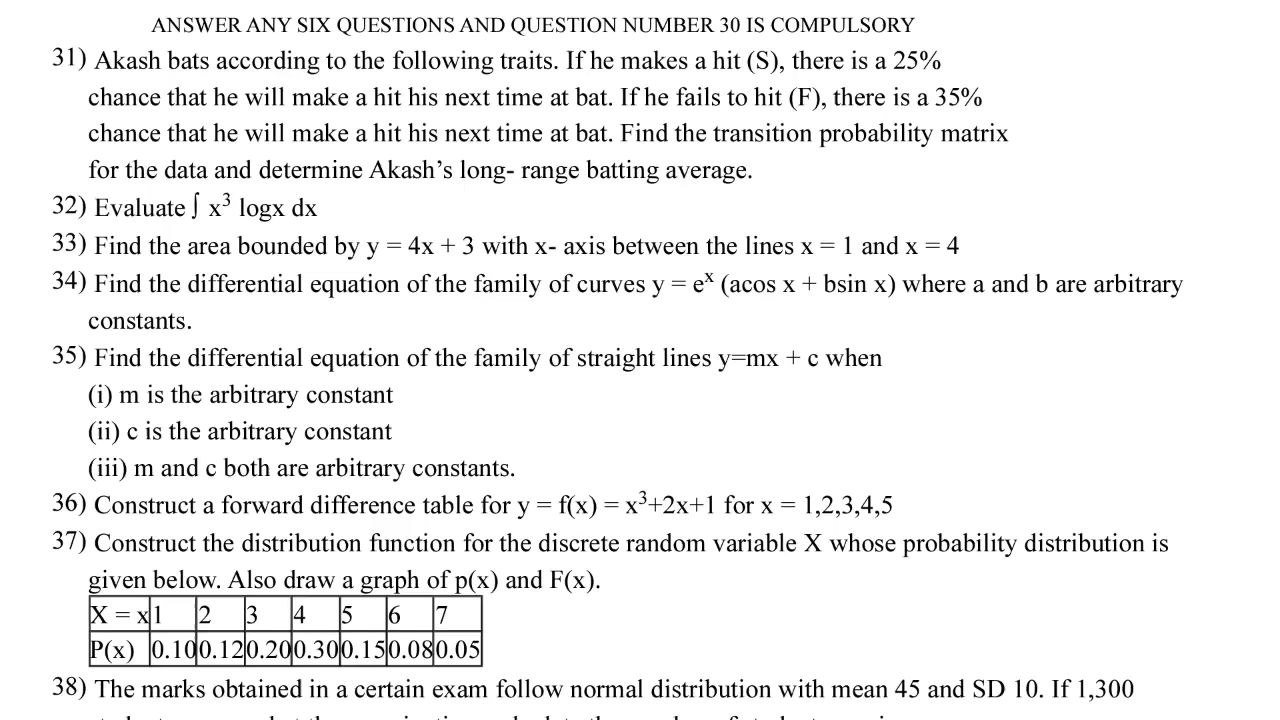 ANSWER ANY SIX QUESTIONS AND QUESTION NUMBER 30 IS COMPULSORY
31) Akash bats according to the following traits. If he makes a hit (S), there is a 25%
chance that he will make a hit his next time at bat. If he fails to hit (F), there is a 35%
chance that he will make a hit his next time at bat. Find the transition probability matrix
for the data and determine Akash’s long- range batting average.
32) Evaluate ∫ x³ logx dx
33) Find the area bounded by y = 4x + 3 with x- axis between the lines x = 1 and x = 4
34) Find the differential equation of the family of curves y = eˣ (acos x + bsin x) where a and b are arbitrary
constants.
35) Find the differential equation of the family of straight lines y=mx + c when
(i) m is the arbitrary constant
(ii) c is the arbitrary constant
(iii) m and c both are arbitrary constants.
36) Construct a forward difference table for y = f(x) = x³+2x+1 for x = 1,2,3,4,5
37) Construct the distribution function for the discrete random variable X whose probability distribution is
given below. Also draw a graph of p(x) and F(x).
X = x 1 2 3 4 5 6 7
P(x) 0.10 0.12 0.20 0.30 0.15 0.08 0.05
38) The marks obtained in a certain exam follow normal distribution with mean 45 and SD 10. If 1,300